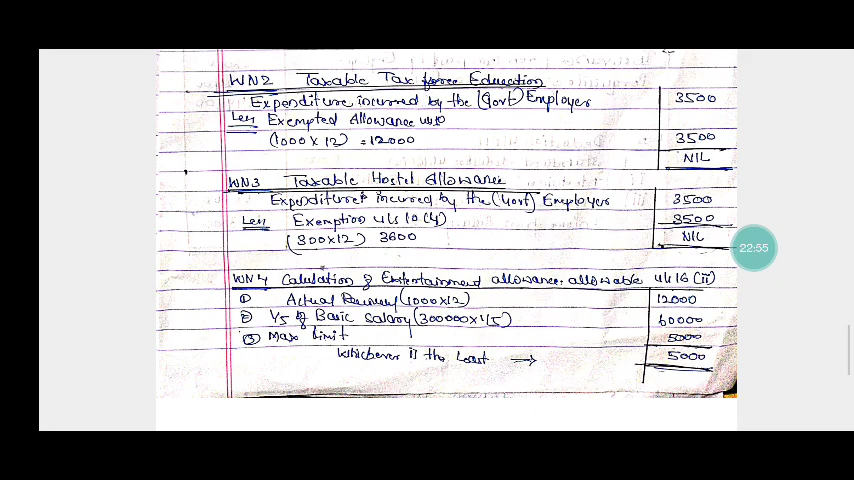 WN2 Taxable Tax free Education
Expenditure incurred by the (Govt) Employer 3500
Less Exempted Allowance u/s
(1000 x 12) = 12000 3500
NIL
WN3 Taxable Hostel Allowance
Expenditure incurred by the (Govt) Employer 3500
Less Exemption u/s 10 (14) 3500
(300x12) 3600 NIL
WN4 Calculation of Entertainment allowance allowable u/s 16 (ii)
① Actual (1000x12) 12000
② 1/5 of Basic Salary (300000 x 1/5) 60000
③ Max Limit 5000
Whichever is the Least → 5000
22:55